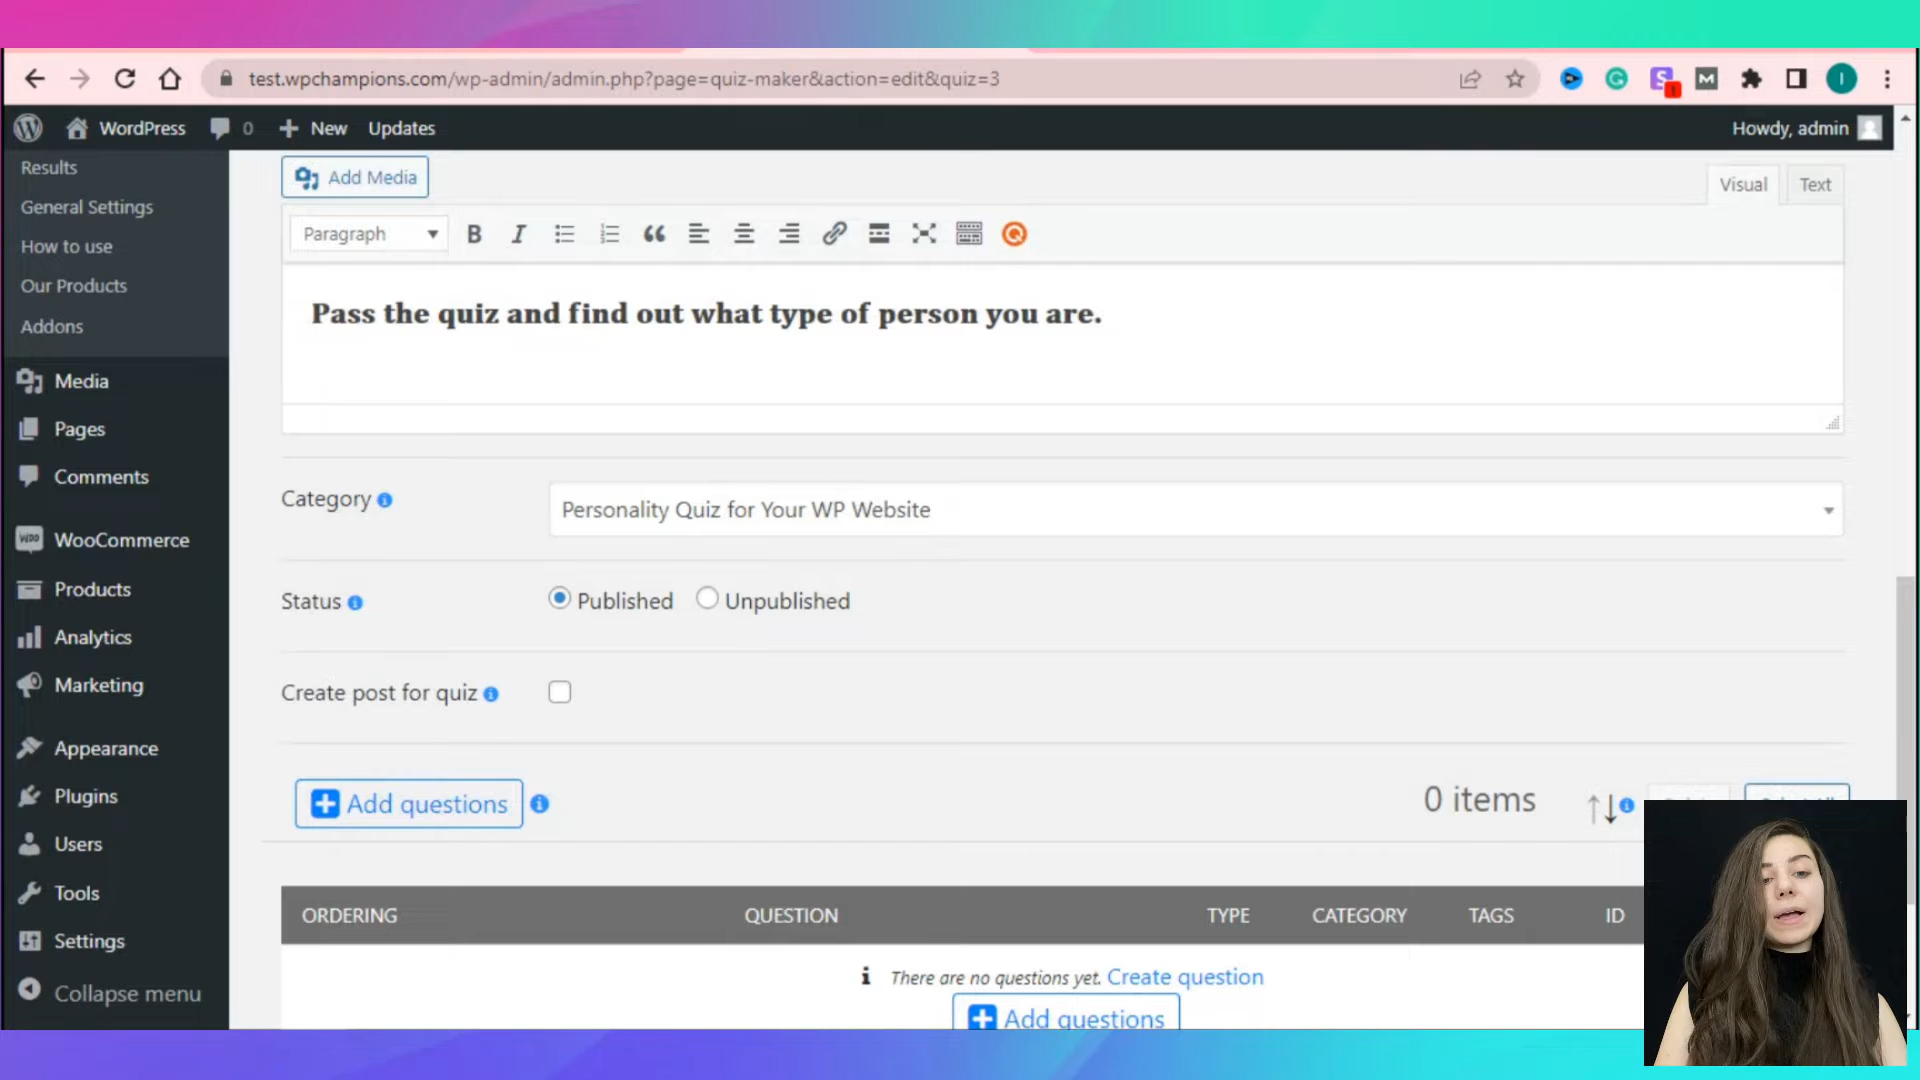 test.wpchampions.com/wp-admin/admin.php?page=quiz-maker&action=edit&quiz=3
WordPress 0 New Updates Howdy, admin
Results
General Settings
How to use
Our Products
Addons
Media
Pages
Comments
WooCommerce
Products
Analytics
Marketing
Appearance
Plugins
Users
Tools
Settings
Collapse menu
Add Media
Visual Text
Paragraph
Pass the quiz and find out what type of person you are.
Category Personality Quiz for Your WP Website
Status Published Unpublished
Create post for quiz
Add questions 0 items
ORDERING QUESTION TYPE CATEGORY TAGS ID
There are no questions yet. Create question
Add questions